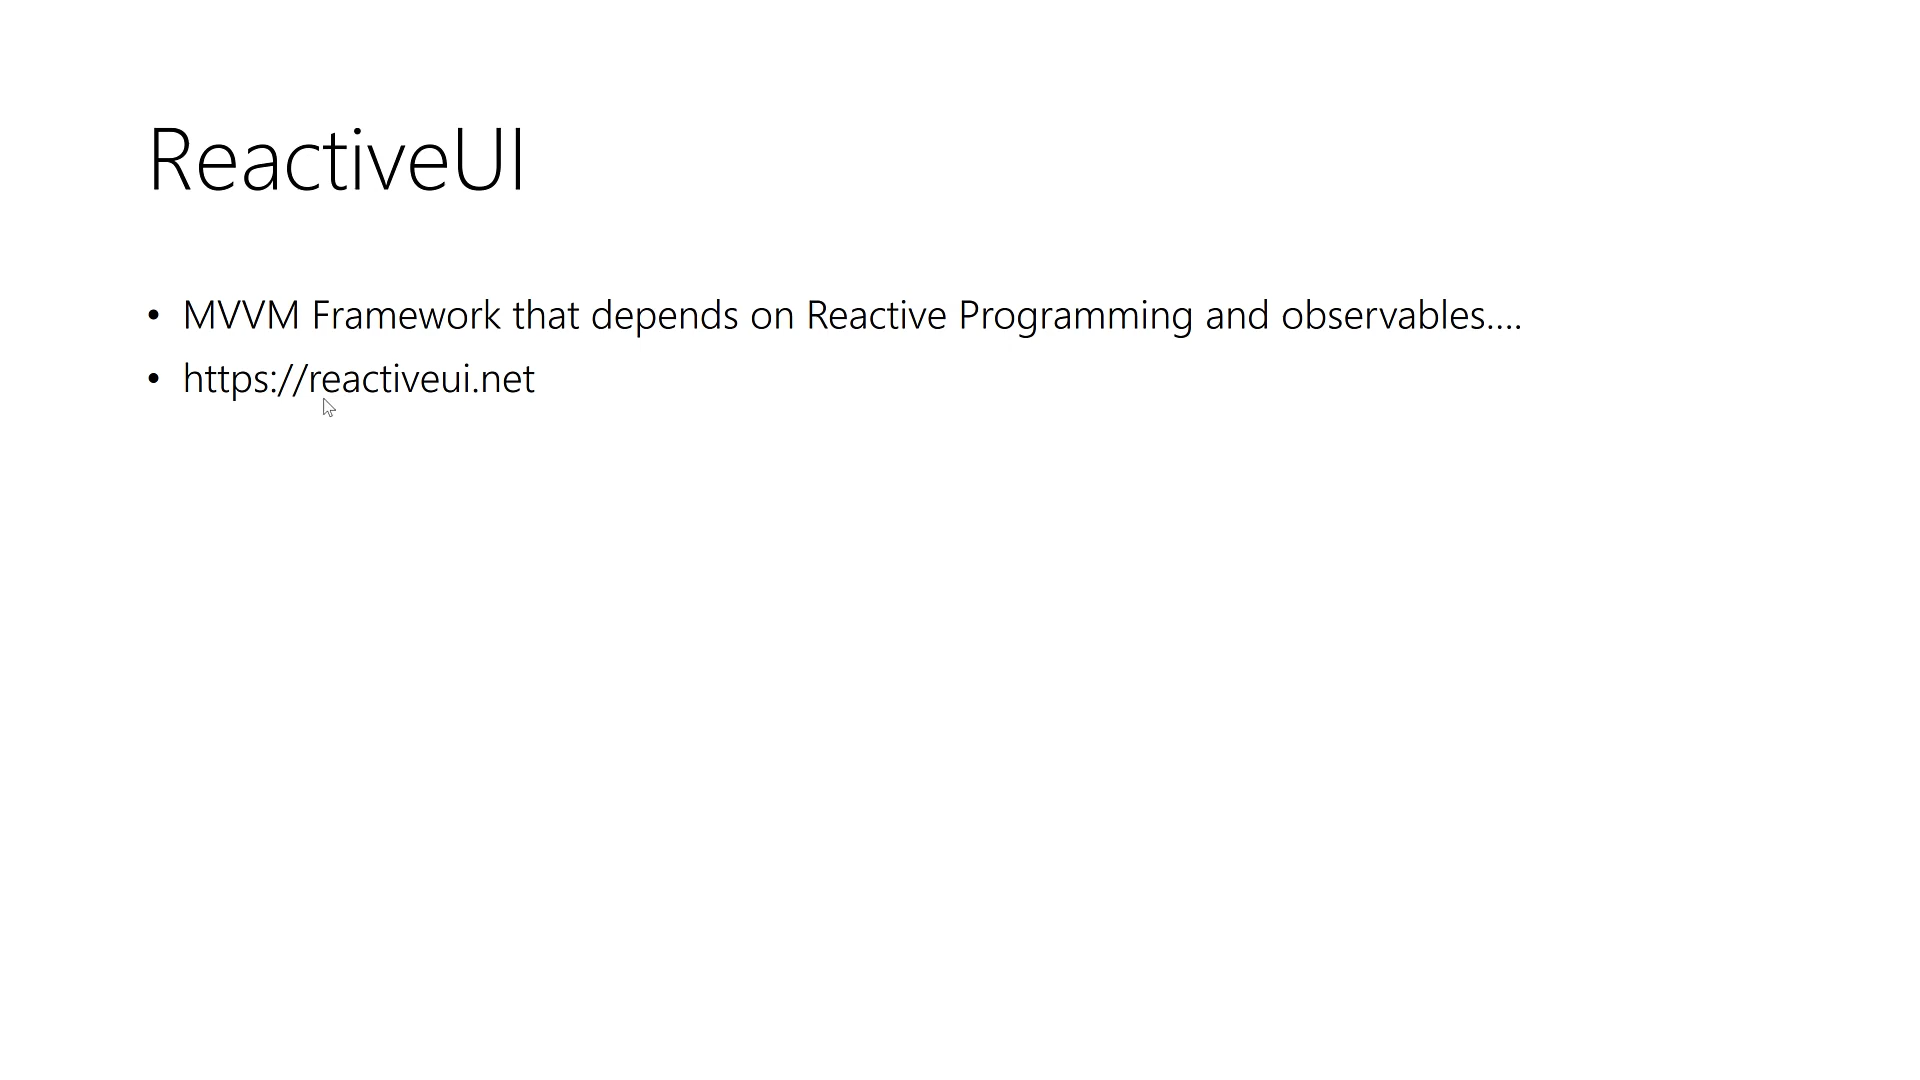 ReactiveUI
• MVVM Framework that depends on Reactive Programming and observables....
• https://reactiveui.net